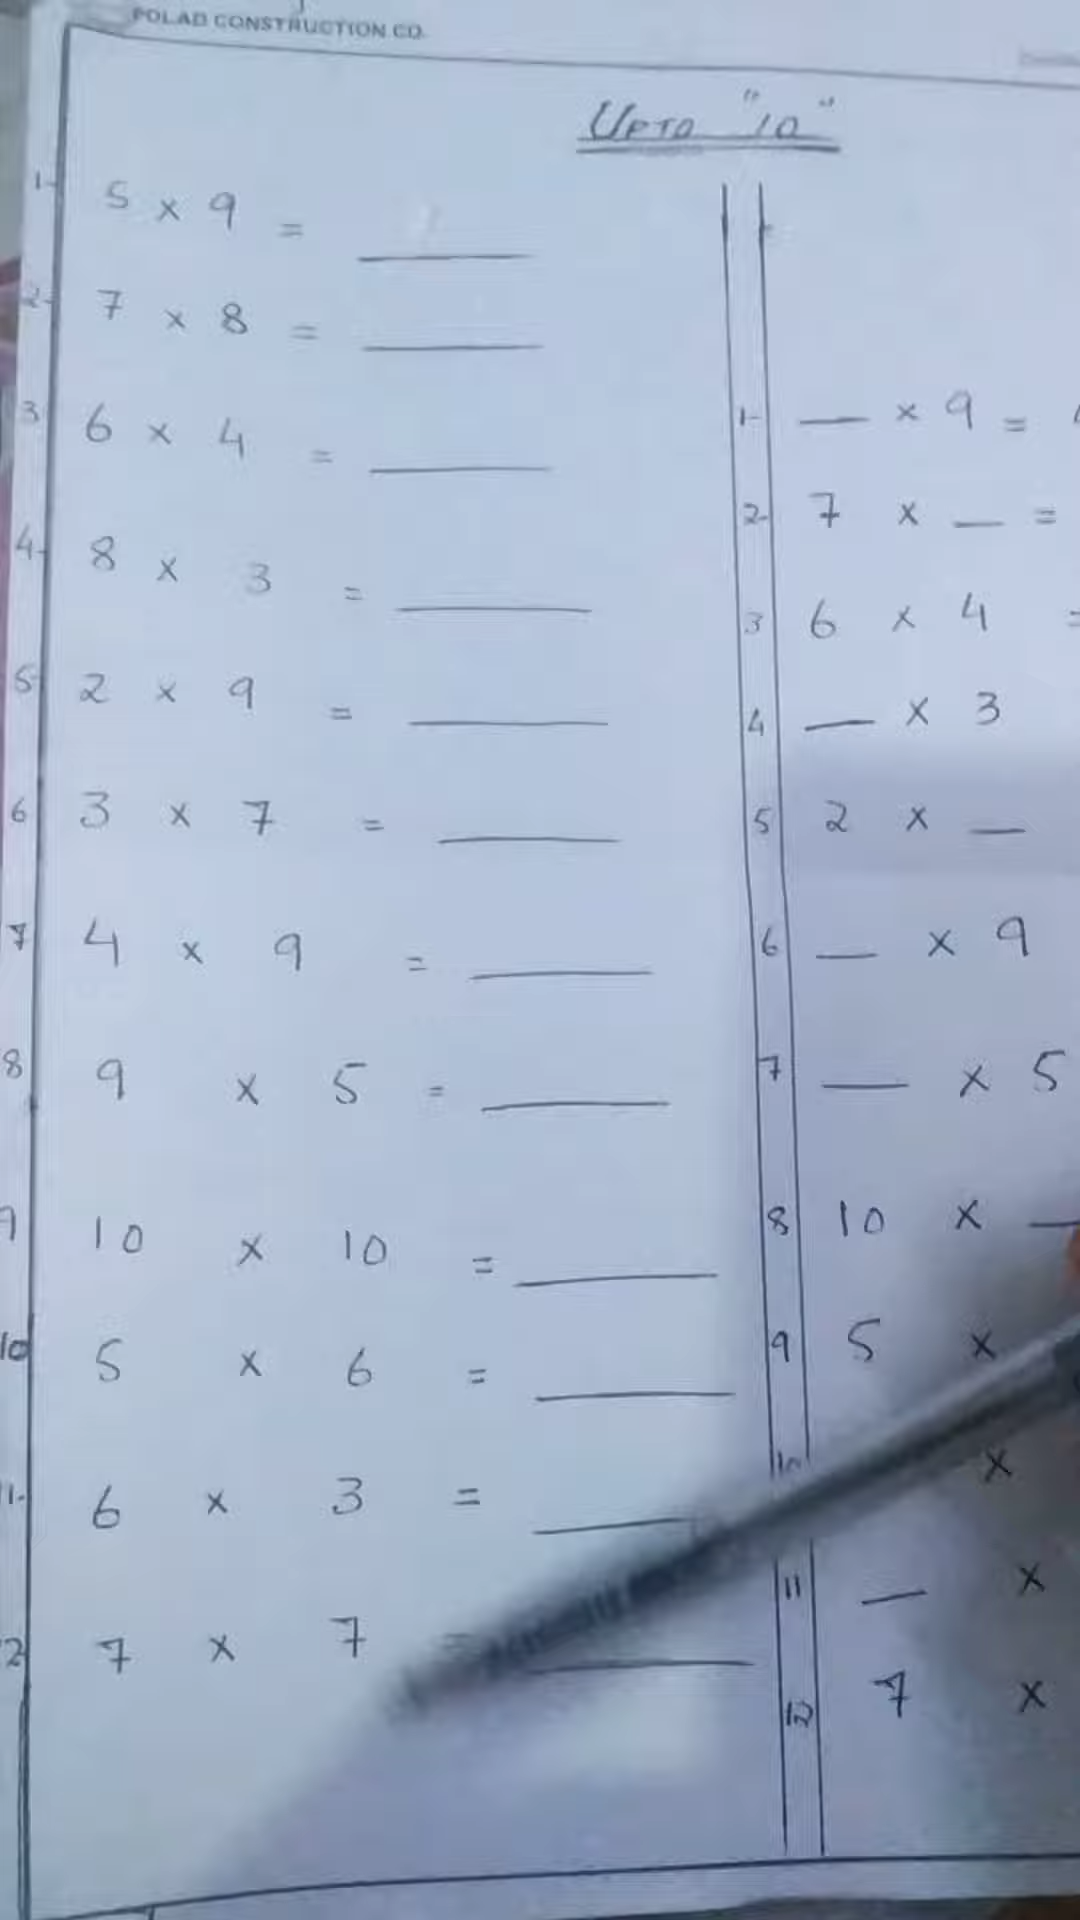 POLAD CONSTRUCTION CO.
UPTO "10"
1- 5 × 9 = ____
2- 7 × 8 = ____
3 6 × 4 = ____
4- 8 × 3 = ____
5- 2 × 9 = ____
6 3 × 7 = ____
7 4 × 9 = ____
8 9 × 5 = ____
9 10 × 10 = ____
10 5 × 6 = ____
11- 6 × 3 = ____
12 7 × 7 = ____
1- __ × 9 =
2- 7 × __ =
3 6 × 4 =
4 __ × 3
5 2 × __
6 __ × 9
7 __ × 5
8 10 × __
9 5 ×
10 ×
11 __ ×
12 7 ×